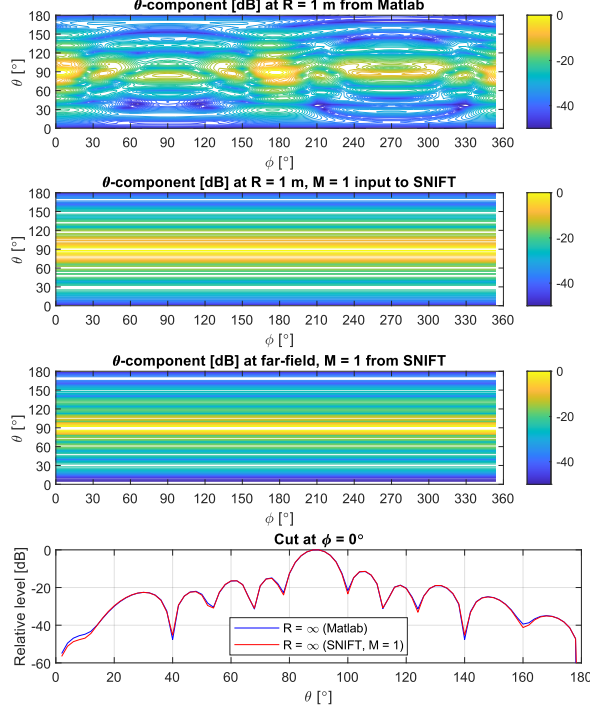 θ-component [dB] at R = 1 m from Matlab
180
150
120
90
60
30
0
θ [°]
0 30 60 90 120 150 180 210 240 270 300 330 360
ϕ [°]
0
-20
-40
θ-component [dB] at R = 1 m, M = 1 input to SNIFT
180
150
120
90
60
30
0
θ [°]
0 30 60 90 120 150 180 210 240 270 300 330 360
ϕ [°]
0
-20
-40
θ-component [dB] at far-field, M = 1 from SNIFT
180
150
120
90
60
30
0
θ [°]
0 30 60 90 120 150 180 210 240 270 300 330 360
ϕ [°]
0
-20
-40
Cut at ϕ = 0°
0
-20
-40
-60
Relative level [dB]
R = ∞ (Matlab)
R = ∞ (SNIFT, M = 1)
0 20 40 60 80 100 120 140 160 180
θ [°]